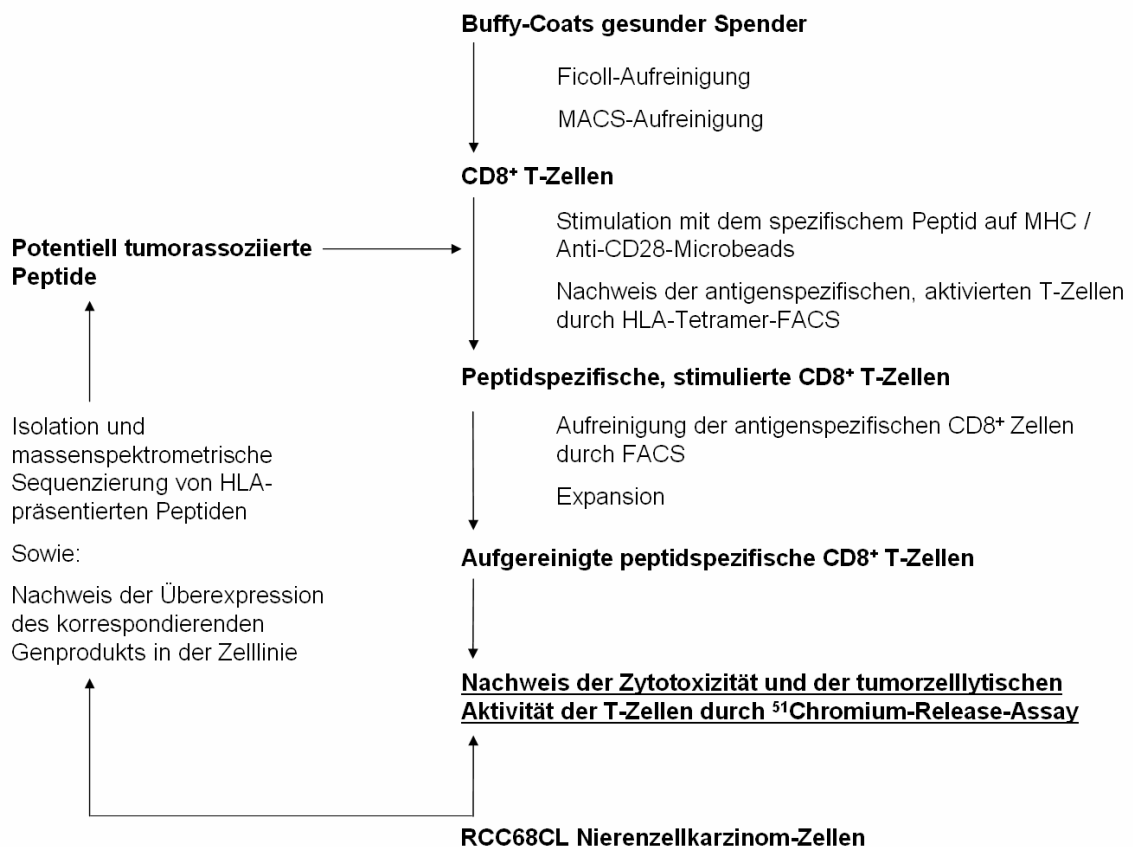 Buffy-Coats gesunder Spender
Ficoll-Aufreinigung
MACS-Aufreinigung
CD8⁺ T-Zellen
Stimulation mit dem spezifischem Peptid auf MHC /
Anti-CD28-Microbeads
Nachweis der antigenspezifischen, aktivierten T-Zellen
durch HLA-Tetramer-FACS
Potentiell tumorassoziierte
Peptide
Peptidspezifische, stimulierte CD8⁺ T-Zellen
Aufreinigung der antigenspezifischen CD8⁺ Zellen
durch FACS
Expansion
Isolation und
massenspektrometrische
Sequenzierung von HLA-
präsentierten Peptiden
Sowie:
Nachweis der Überexpression
des korrespondierenden
Genprodukts in der Zelllinie
Aufgereinigte peptidspezifische CD8⁺ T-Zellen
Nachweis der Zytotoxizität und der tumorzelllytischen
Aktivität der T-Zellen durch ⁵¹Chromium-Release-Assay
RCC68CL Nierenzellkarzinom-Zellen